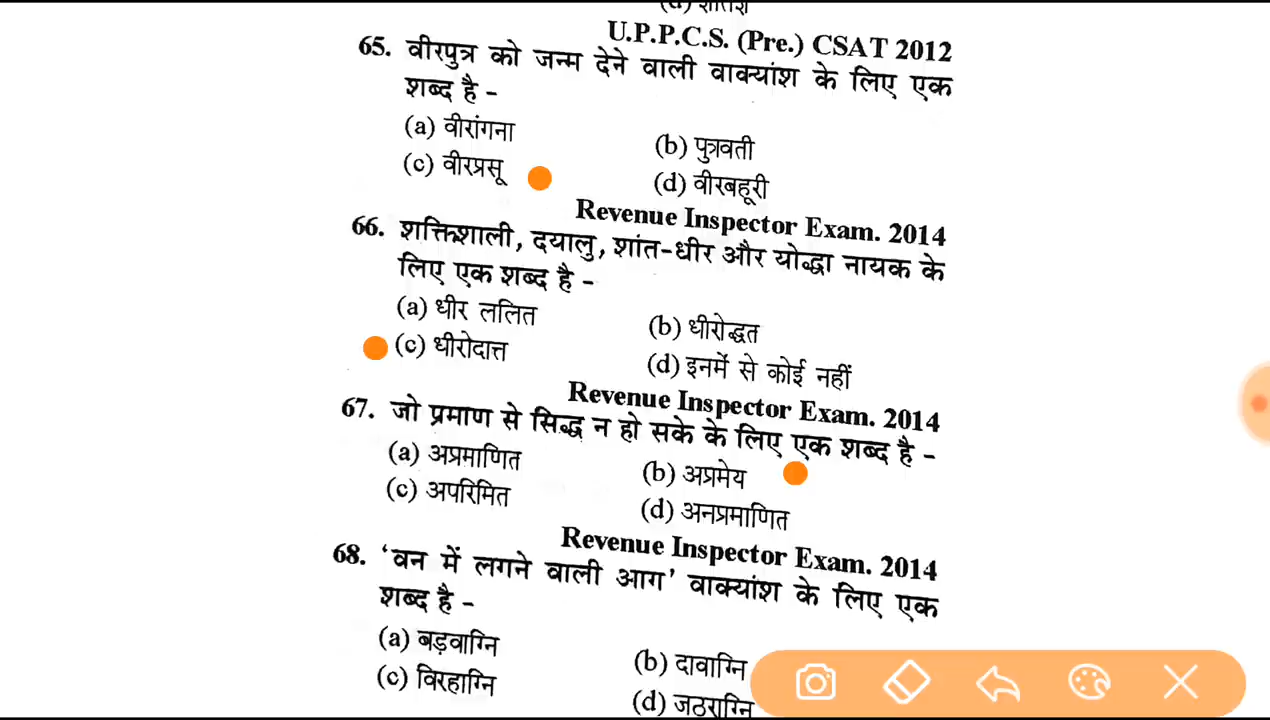 U.P.P.C.S. (Pre.) CSAT 2012
65. वीरपुत्र को जन्म देने वाली वाक्यांश के लिए एक
शब्द है -
(a) वीरांगना
(b) पुत्रवती
(c) वीरप्रसू
(d) वीरबहूरी
Revenue Inspector Exam. 2014
66. शक्तिशाली, दयालु, शांत-धीर और योद्धा नायक के
लिए एक शब्द है -
(a) धीर ललित
(b) धीरोद्धत
(c) धीरोदात्त
(d) इनमें से कोई नहीं
Revenue Inspector Exam. 2014
67. जो प्रमाण से सिद्ध न हो सके के लिए एक शब्द है -
(a) अप्रमाणित
(b) अप्रमेय
(c) अपरिमित
(d) अनप्रमाणित
Revenue Inspector Exam. 2014
68. ‘वन में लगने वाली आग’ वाक्यांश के लिए एक
शब्द है -
(a) बड़वाग्नि
(b) दावाग्नि
(c) विरहाग्नि
(d) जठराग्नि